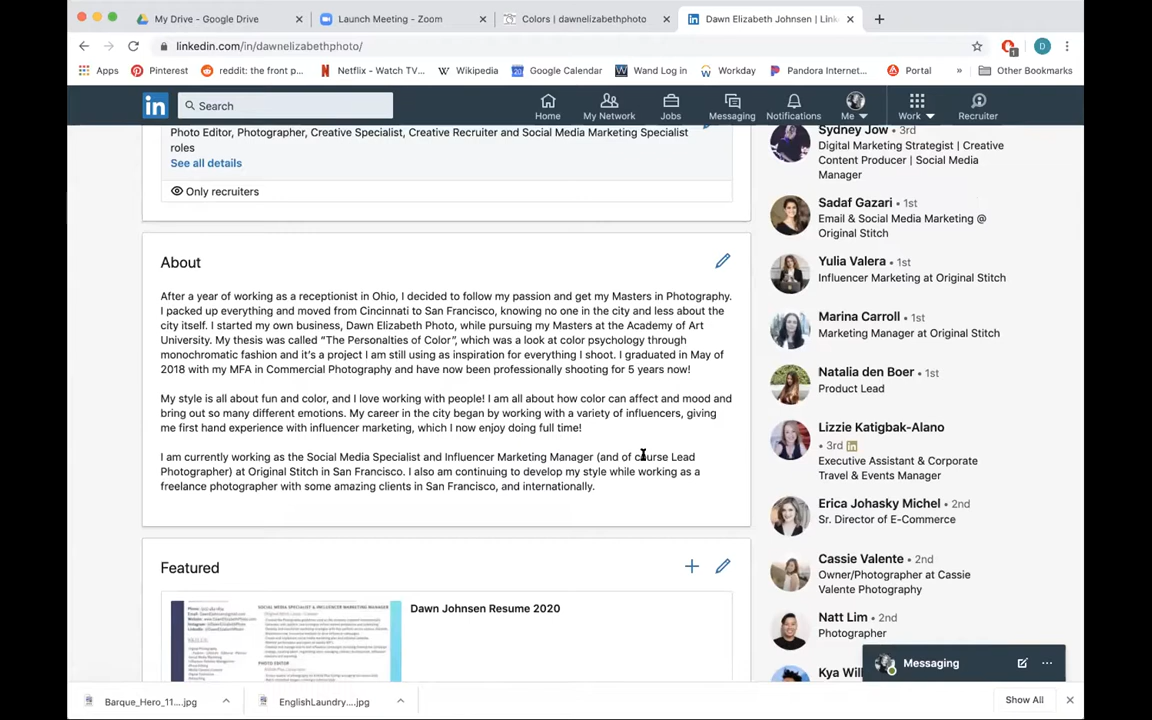 My Drive - Google Drive
Launch Meeting - Zoom
Colors | dawnelizabethphoto
Dawn Elizabeth Johnsen | Link
linkedin.com/in/dawnelizabethphoto/
D
Apps
Pinterest
reddit: the front p...
Netflix - Watch TV...
Wikipedia
Google Calendar
Wand Log in
Workday
Pandora Internet...
Portal
»
Other Bookmarks
in
Search
Home
My Network
Jobs
Messaging
Notifications
Me
Work
Recruiter
Photo Editor, Photographer, Creative Specialist, Creative Recruiter and Social Media Marketing Specialist
roles
See all details
Only recruiters
About
After a year of working as a receptionist in Ohio, I decided to follow my passion and get my Masters in Photography.
I packed up everything and moved from Cincinnati to San Francisco, knowing no one in the city and less about the
city itself. I started my own business, Dawn Elizabeth Photo, while pursuing my Masters at the Academy of Art
University. My thesis was called “The Personalties of Color”, which was a look at color psychology through
monochromatic fashion and it’s a project I am still using as inspiration for everything I shoot. I graduated in May of
2018 with my MFA in Commercial Photography and have now been professionally shooting for 5 years now!
My style is all about fun and color, and I love working with people! I am all about how color can affect and mood and
bring out so many different emotions. My career in the city began by working with a variety of influencers, giving
me first hand experience with influencer marketing, which I now enjoy doing full time!
I am currently working as the Social Media Specialist and Influencer Marketing Manager (and of course Lead
Photographer) at Original Stitch in San Francisco. I also am continuing to develop my style while working as a
freelance photographer with some amazing clients in San Francisco, and internationally.
Featured
SOCIAL MEDIA SPECIALIST & INFLUENCER MARKETING MANAGER
PHOTO EDITOR
Dawn Johnsen Resume 2020
Sydney Jow • 3rd
Digital Marketing Strategist | Creative
Content Producer | Social Media
Manager
Sadaf Gazari • 1st
Email & Social Media Marketing @
Original Stitch
Yulia Valera • 1st
Influencer Marketing at Original Stitch
Marina Carroll • 1st
Marketing Manager at Original Stitch
Natalia den Boer • 1st
Product Lead
Lizzie Katigbak-Alano
• 3rd in
Executive Assistant & Corporate
Travel & Events Manager
Erica Johasky Michel • 2nd
Sr. Director of E-Commerce
Cassie Valente • 2nd
Owner/Photographer at Cassie
Valente Photography
Natt Lim • 2nd
Photographer
Kya Will
Messaging
Barque_Hero_11....jpg
EnglishLaundry....jpg
Show All